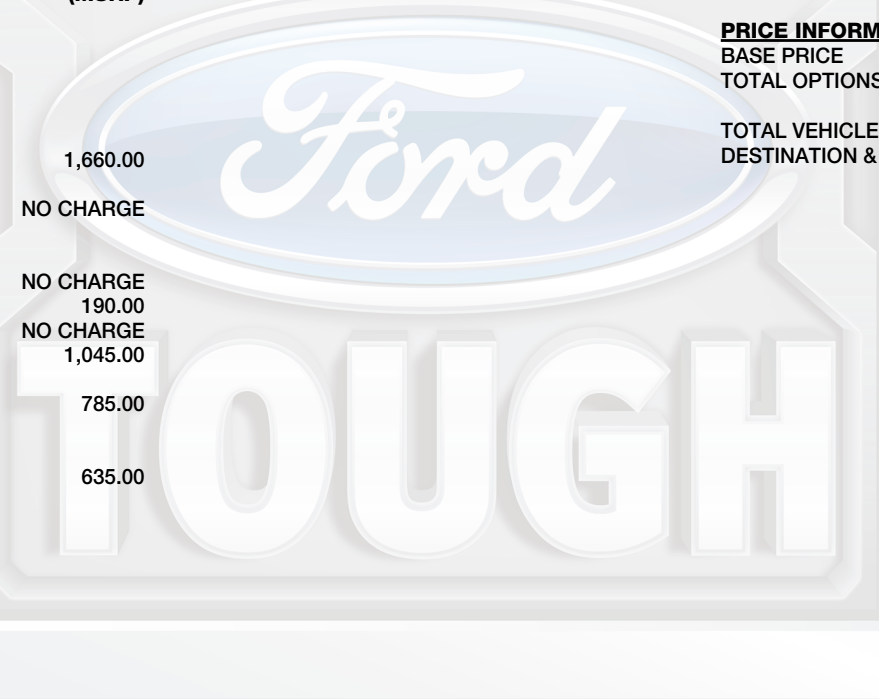 PRICE INFORM
BASE PRICE
TOTAL OPTIONS
TOTAL VEHICLE
DESTINATION &
1,660.00
NO CHARGE
NO CHARGE
190.00
NO CHARGE
1,045.00
785.00
635.00
Ford
TOUGH